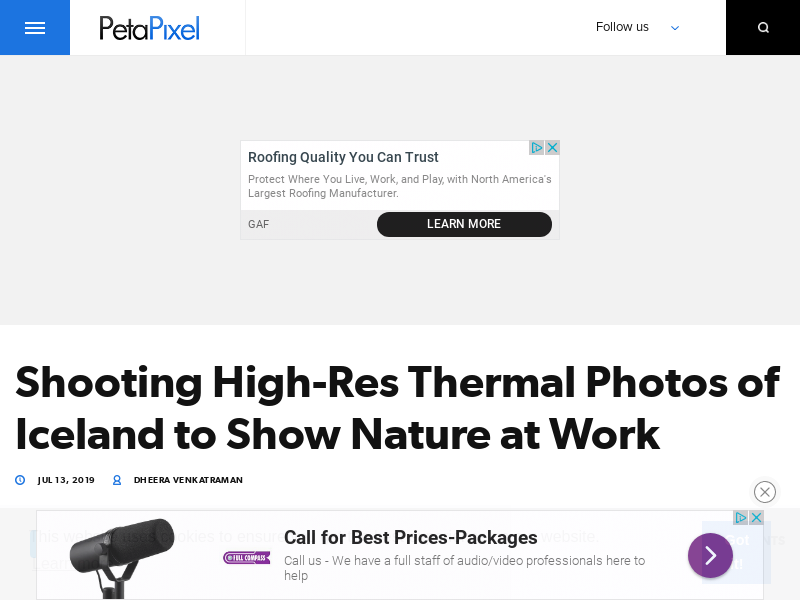 PetaPixel
Follow us
Roofing Quality You Can Trust
Protect Where You Live, Work, and Play, with North America's
Largest Roofing Manufacturer.
GAF
LEARN MORE
Shooting High-Res Thermal Photos of
Iceland to Show Nature at Work
JUL 13, 2019
DHEERA VENKATRAMAN
Call for Best Prices-Packages
FULL COMPASS
Call us - We have a full staff of audio/video professionals here to
help